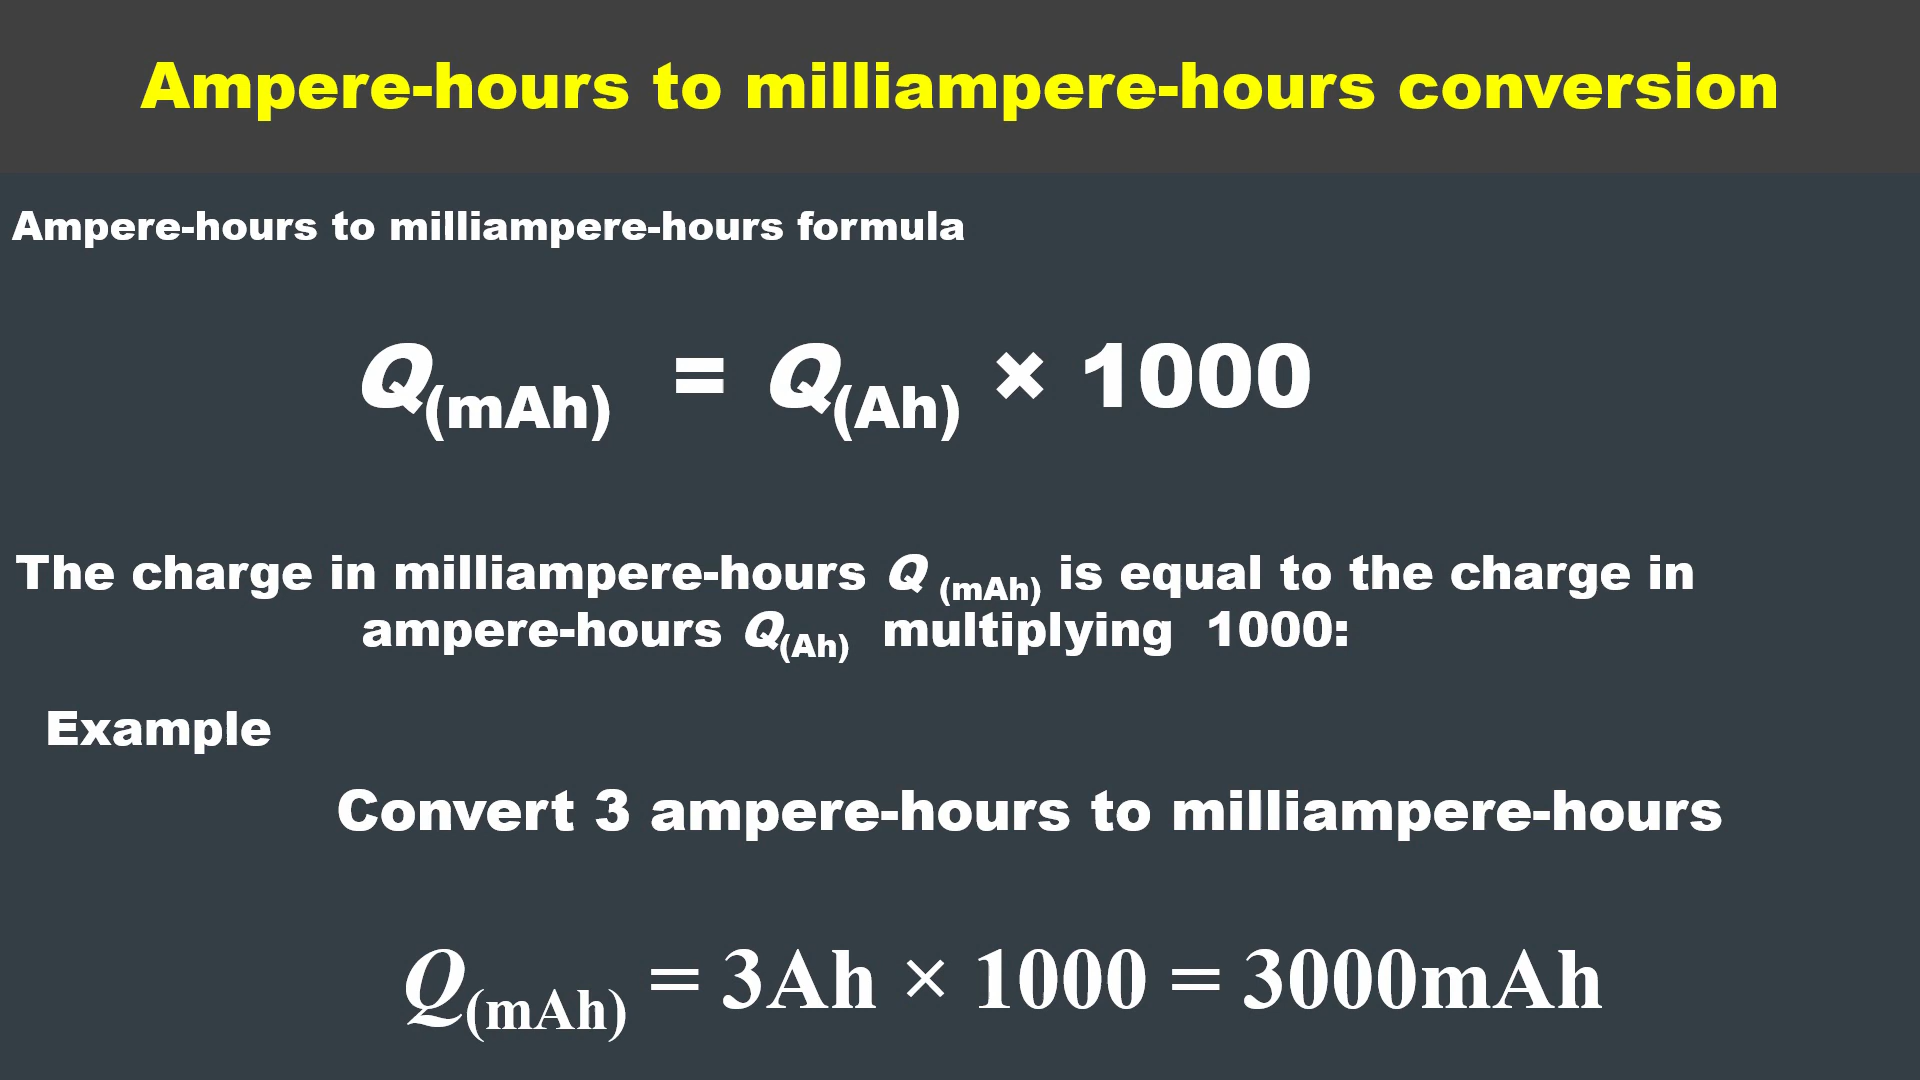 Ampere-hours to milliampere-hours conversion
Ampere-hours to milliampere-hours formula
Q(mAh) = Q(Ah) × 1000
The charge in milliampere-hours Q (mAh) is equal to the charge in
ampere-hours Q(Ah) multiplying 1000:
Example
Convert 3 ampere-hours to milliampere-hours
Q(mAh) = 3Ah × 1000 = 3000mAh